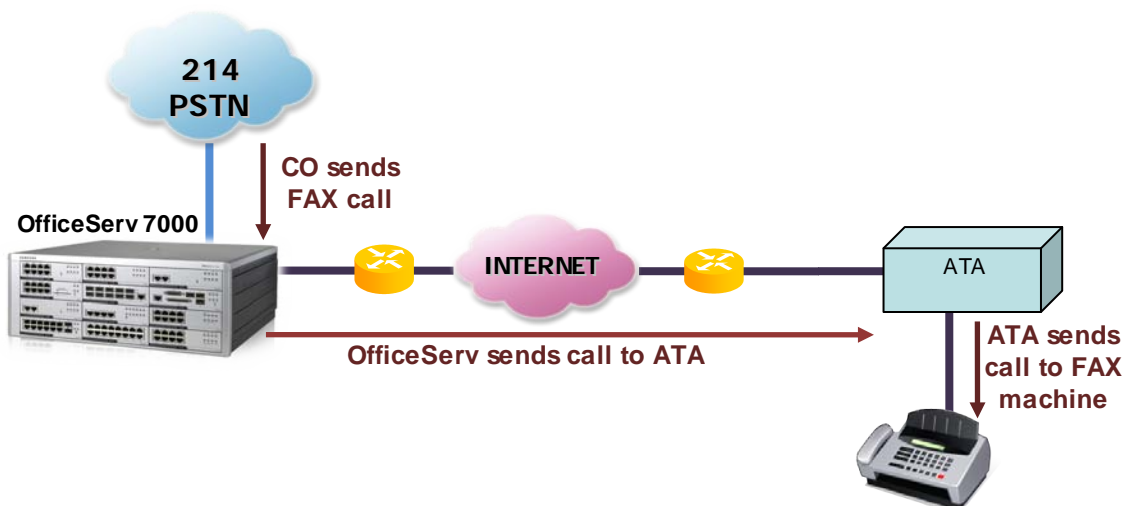 214
PSTN
CO sends
FAX call
OfficeServ 7000
INTERNET
ATA
OfficeServ sends call to ATA
ATA sends
call to FAX
machine